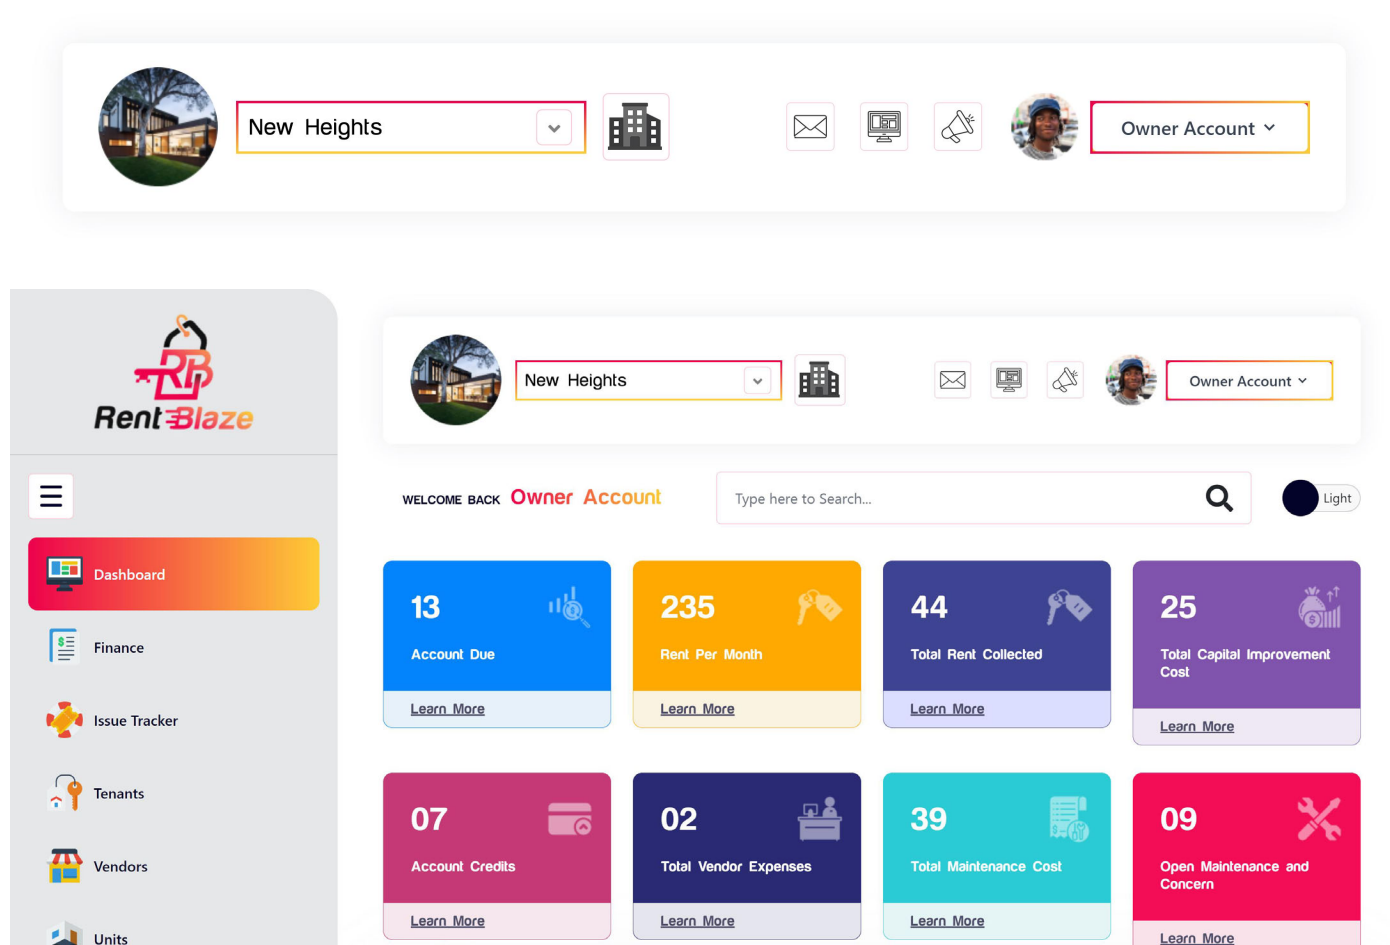 New Heights
Owner Account
RB
Rent Blaze
New Heights
Owner Account
WELCOME BACK Owner Account
Type here to Search...
Light
Dashboard
Finance
Issue Tracker
Tenants
Vendors
Units
13
Account Due
Learn More
235
Rent Per Month
Learn More
44
Total Rent Collected
Learn More
25
Total Capital Improvement
Cost
Learn More
07
Account Credits
Learn More
02
Total Vendor Expenses
Learn More
39
Total Maintenance Cost
Learn More
09
Open Maintenance and
Concern
Learn More